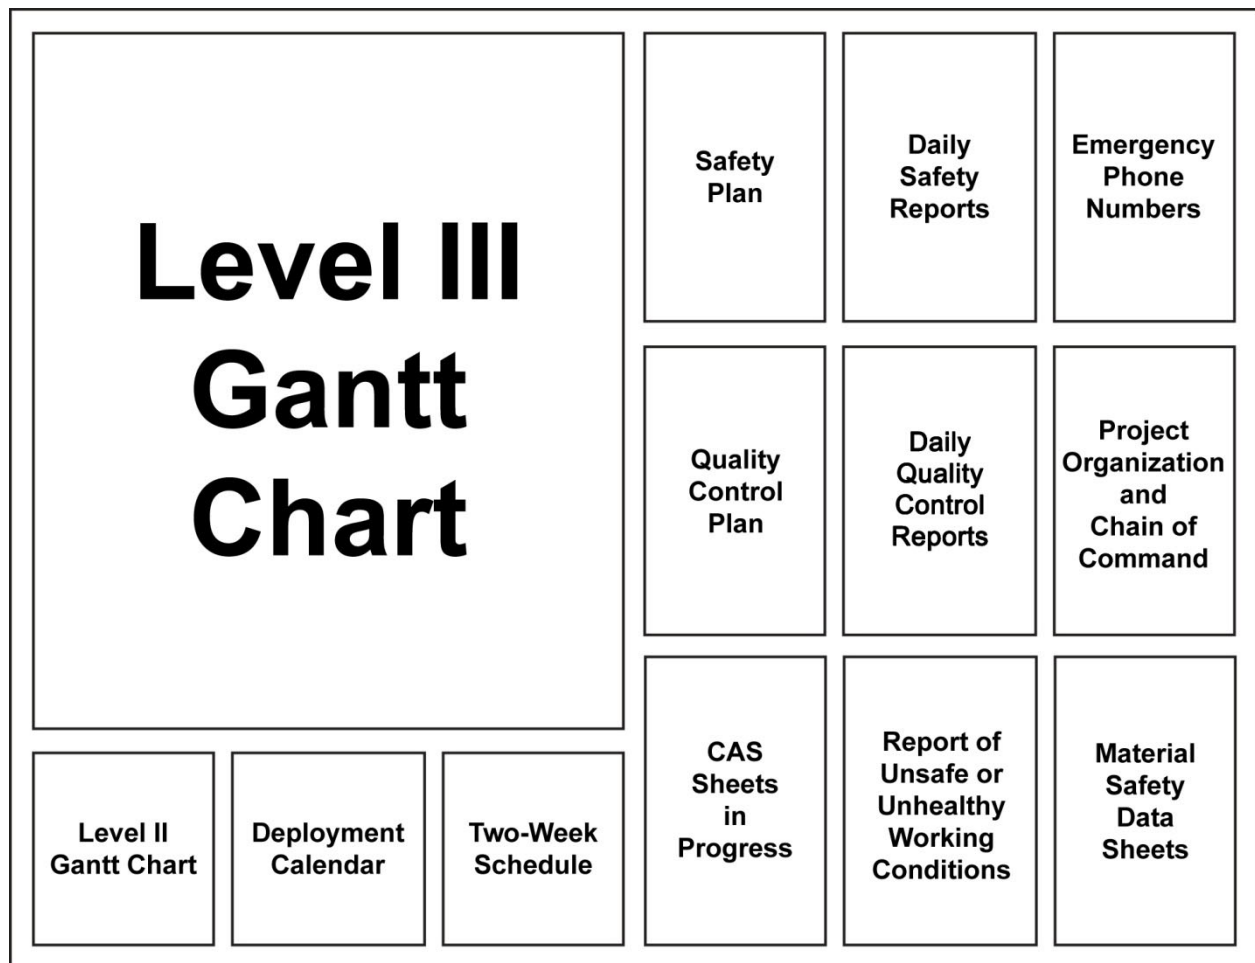 Level III
Gantt
Chart
Safety
Plan
Daily
Safety
Reports
Emergency
Phone
Numbers
Quality
Control
Plan
Daily
Quality
Control
Reports
Project
Organization
and
Chain of
Command
Level II
Gantt Chart
Deployment
Calendar
Two-Week
Schedule
CAS
Sheets
in
Progress
Report of
Unsafe or
Unhealthy
Working
Conditions
Material
Safety
Data
Sheets